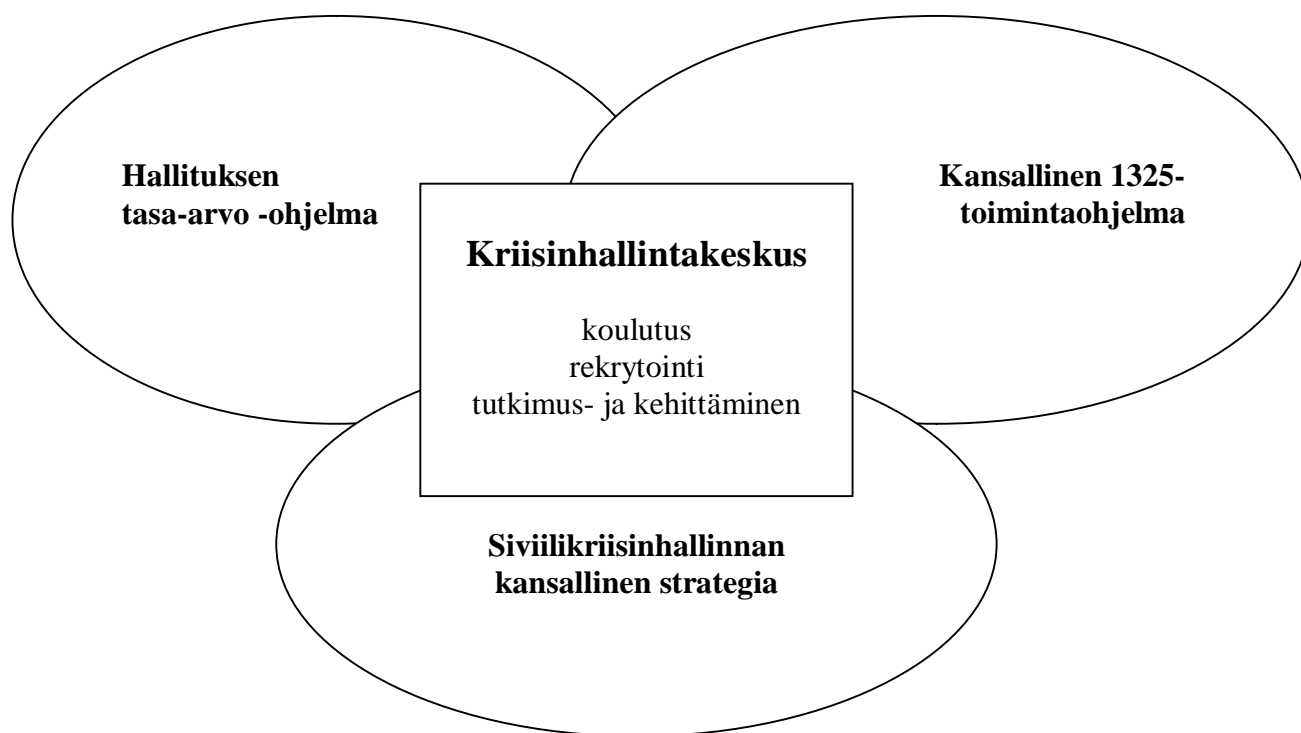 Hallituksen
tasa-arvo -ohjelma
Kansallinen 1325-
toimintaohjelma
Kriisinhallintakeskus
koulutus
rekrytointi
tutkimus- ja kehittäminen
Siviilikriisinhallinnan
kansallinen strategia